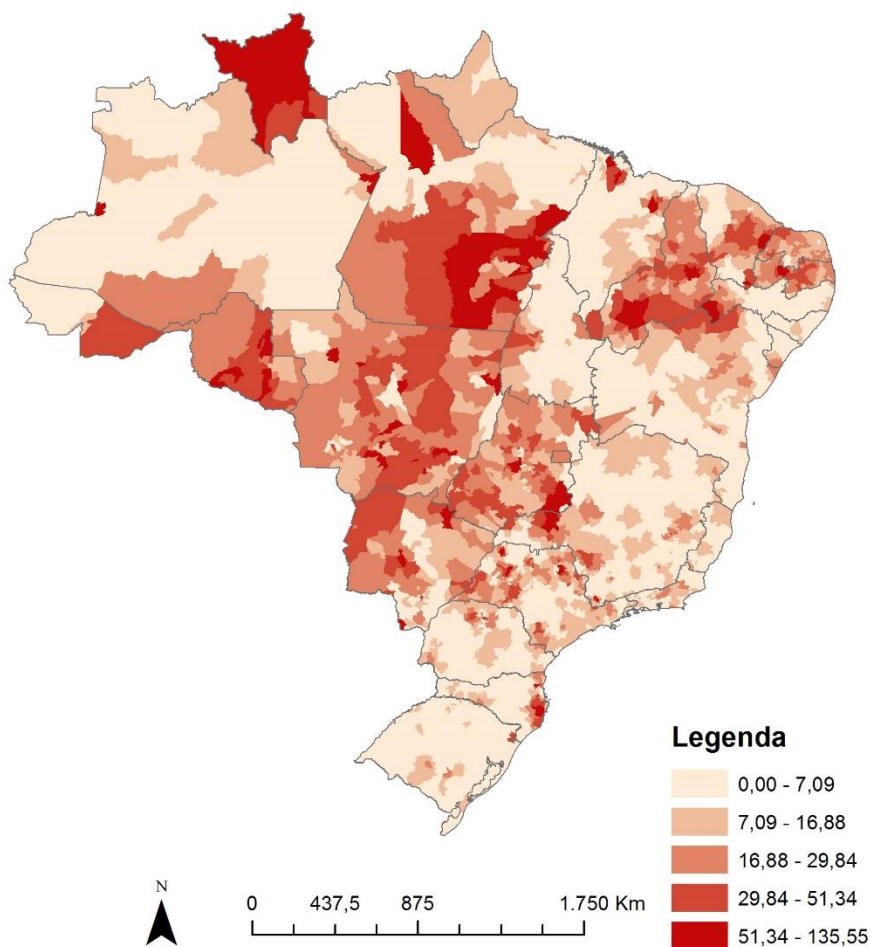 Legenda
0,00 - 7,09
7,09 - 16,88
16,88 - 29,84
29,84 - 51,34
51,34 - 135,55
N
0 437,5 875 1.750 Km